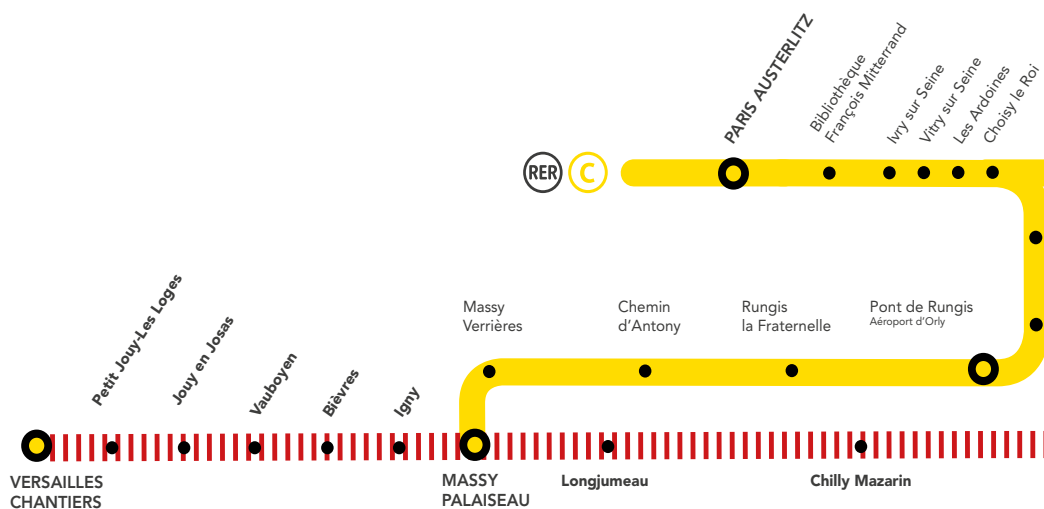 PARIS AUSTERLITZ
Bibliothèque
François Mitterrand
Ivry sur Seine
Vitry sur Seine
Les Ardoines
Choisy le Roi
RER
C
Massy
Verrières
Chemin
d'Antony
Rungis
la Fraternelle
Pont de Rungis
Aéroport d'Orly
Petit Jouy-Les Loges
Jouy en Josas
Vauboyen
Bièvres
Igny
VERSAILLES
CHANTIERS
MASSY
PALAISEAU
Longjumeau
Chilly Mazarin